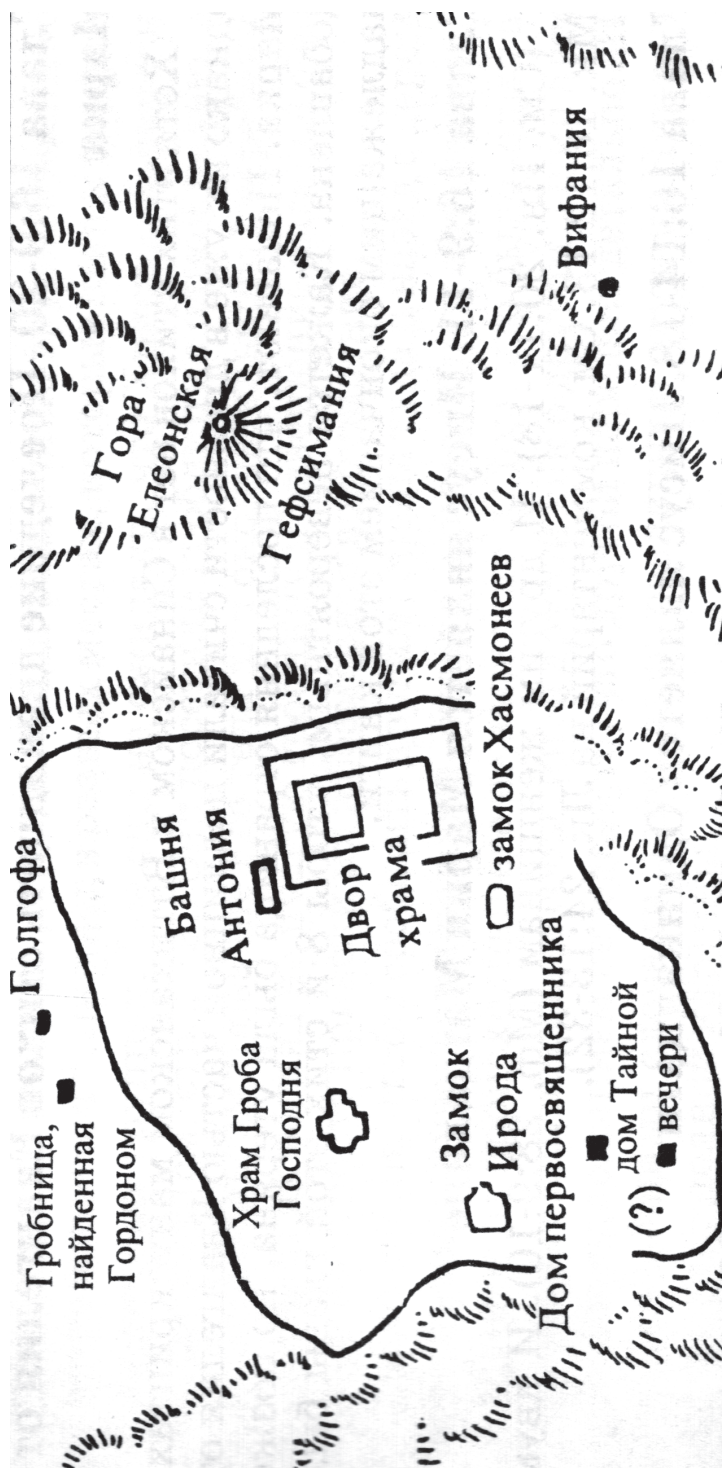 Гробница,
найденная
Гордоном
Голгофа
Гора
Елеонская
Гефсимания
Башня
Антония
Двор
храма
Храм Гроба
Господня
Замок
Ирода
замок Хасмонеев
Вифания
Дом первосвященника
дом Тайной
(?) вечери